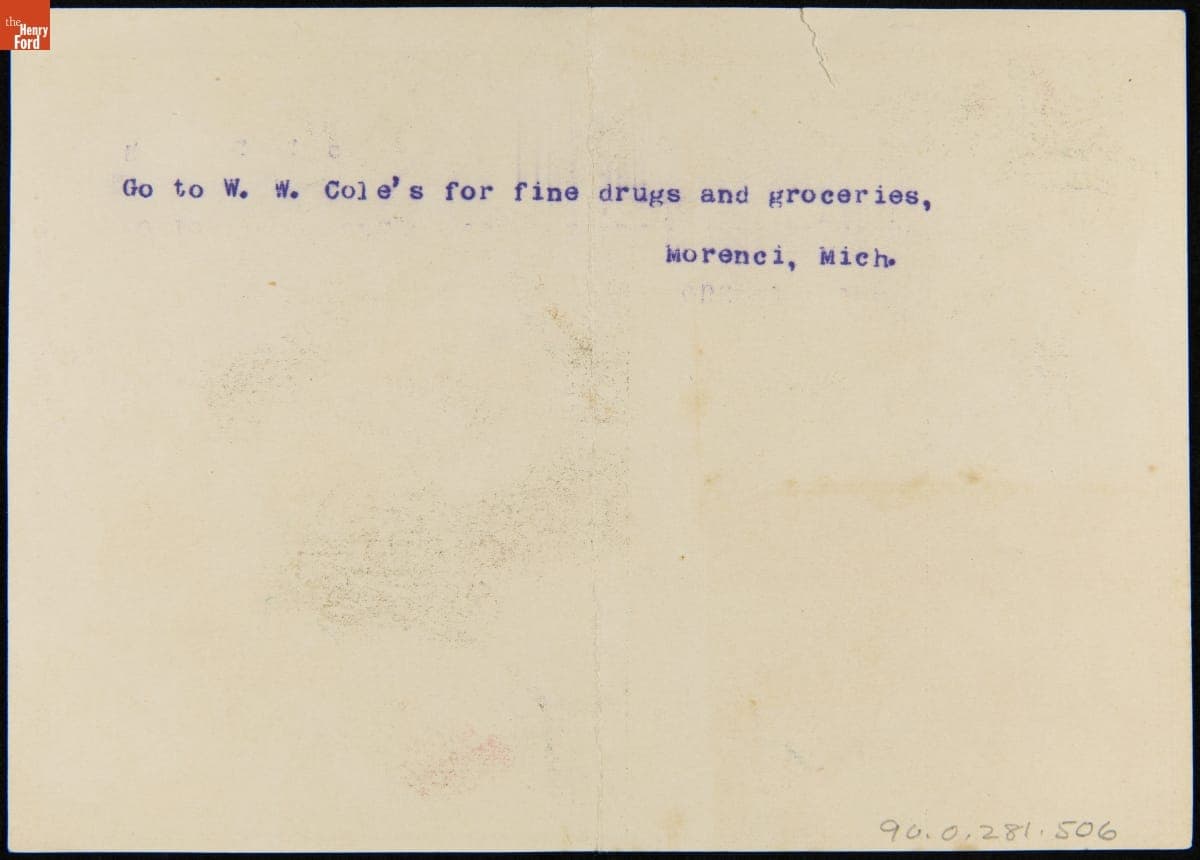 the
Henry
Ford
Go to W. W. Cole's for fine drugs and groceries,
Morenci, Mich.
90.0.281.506